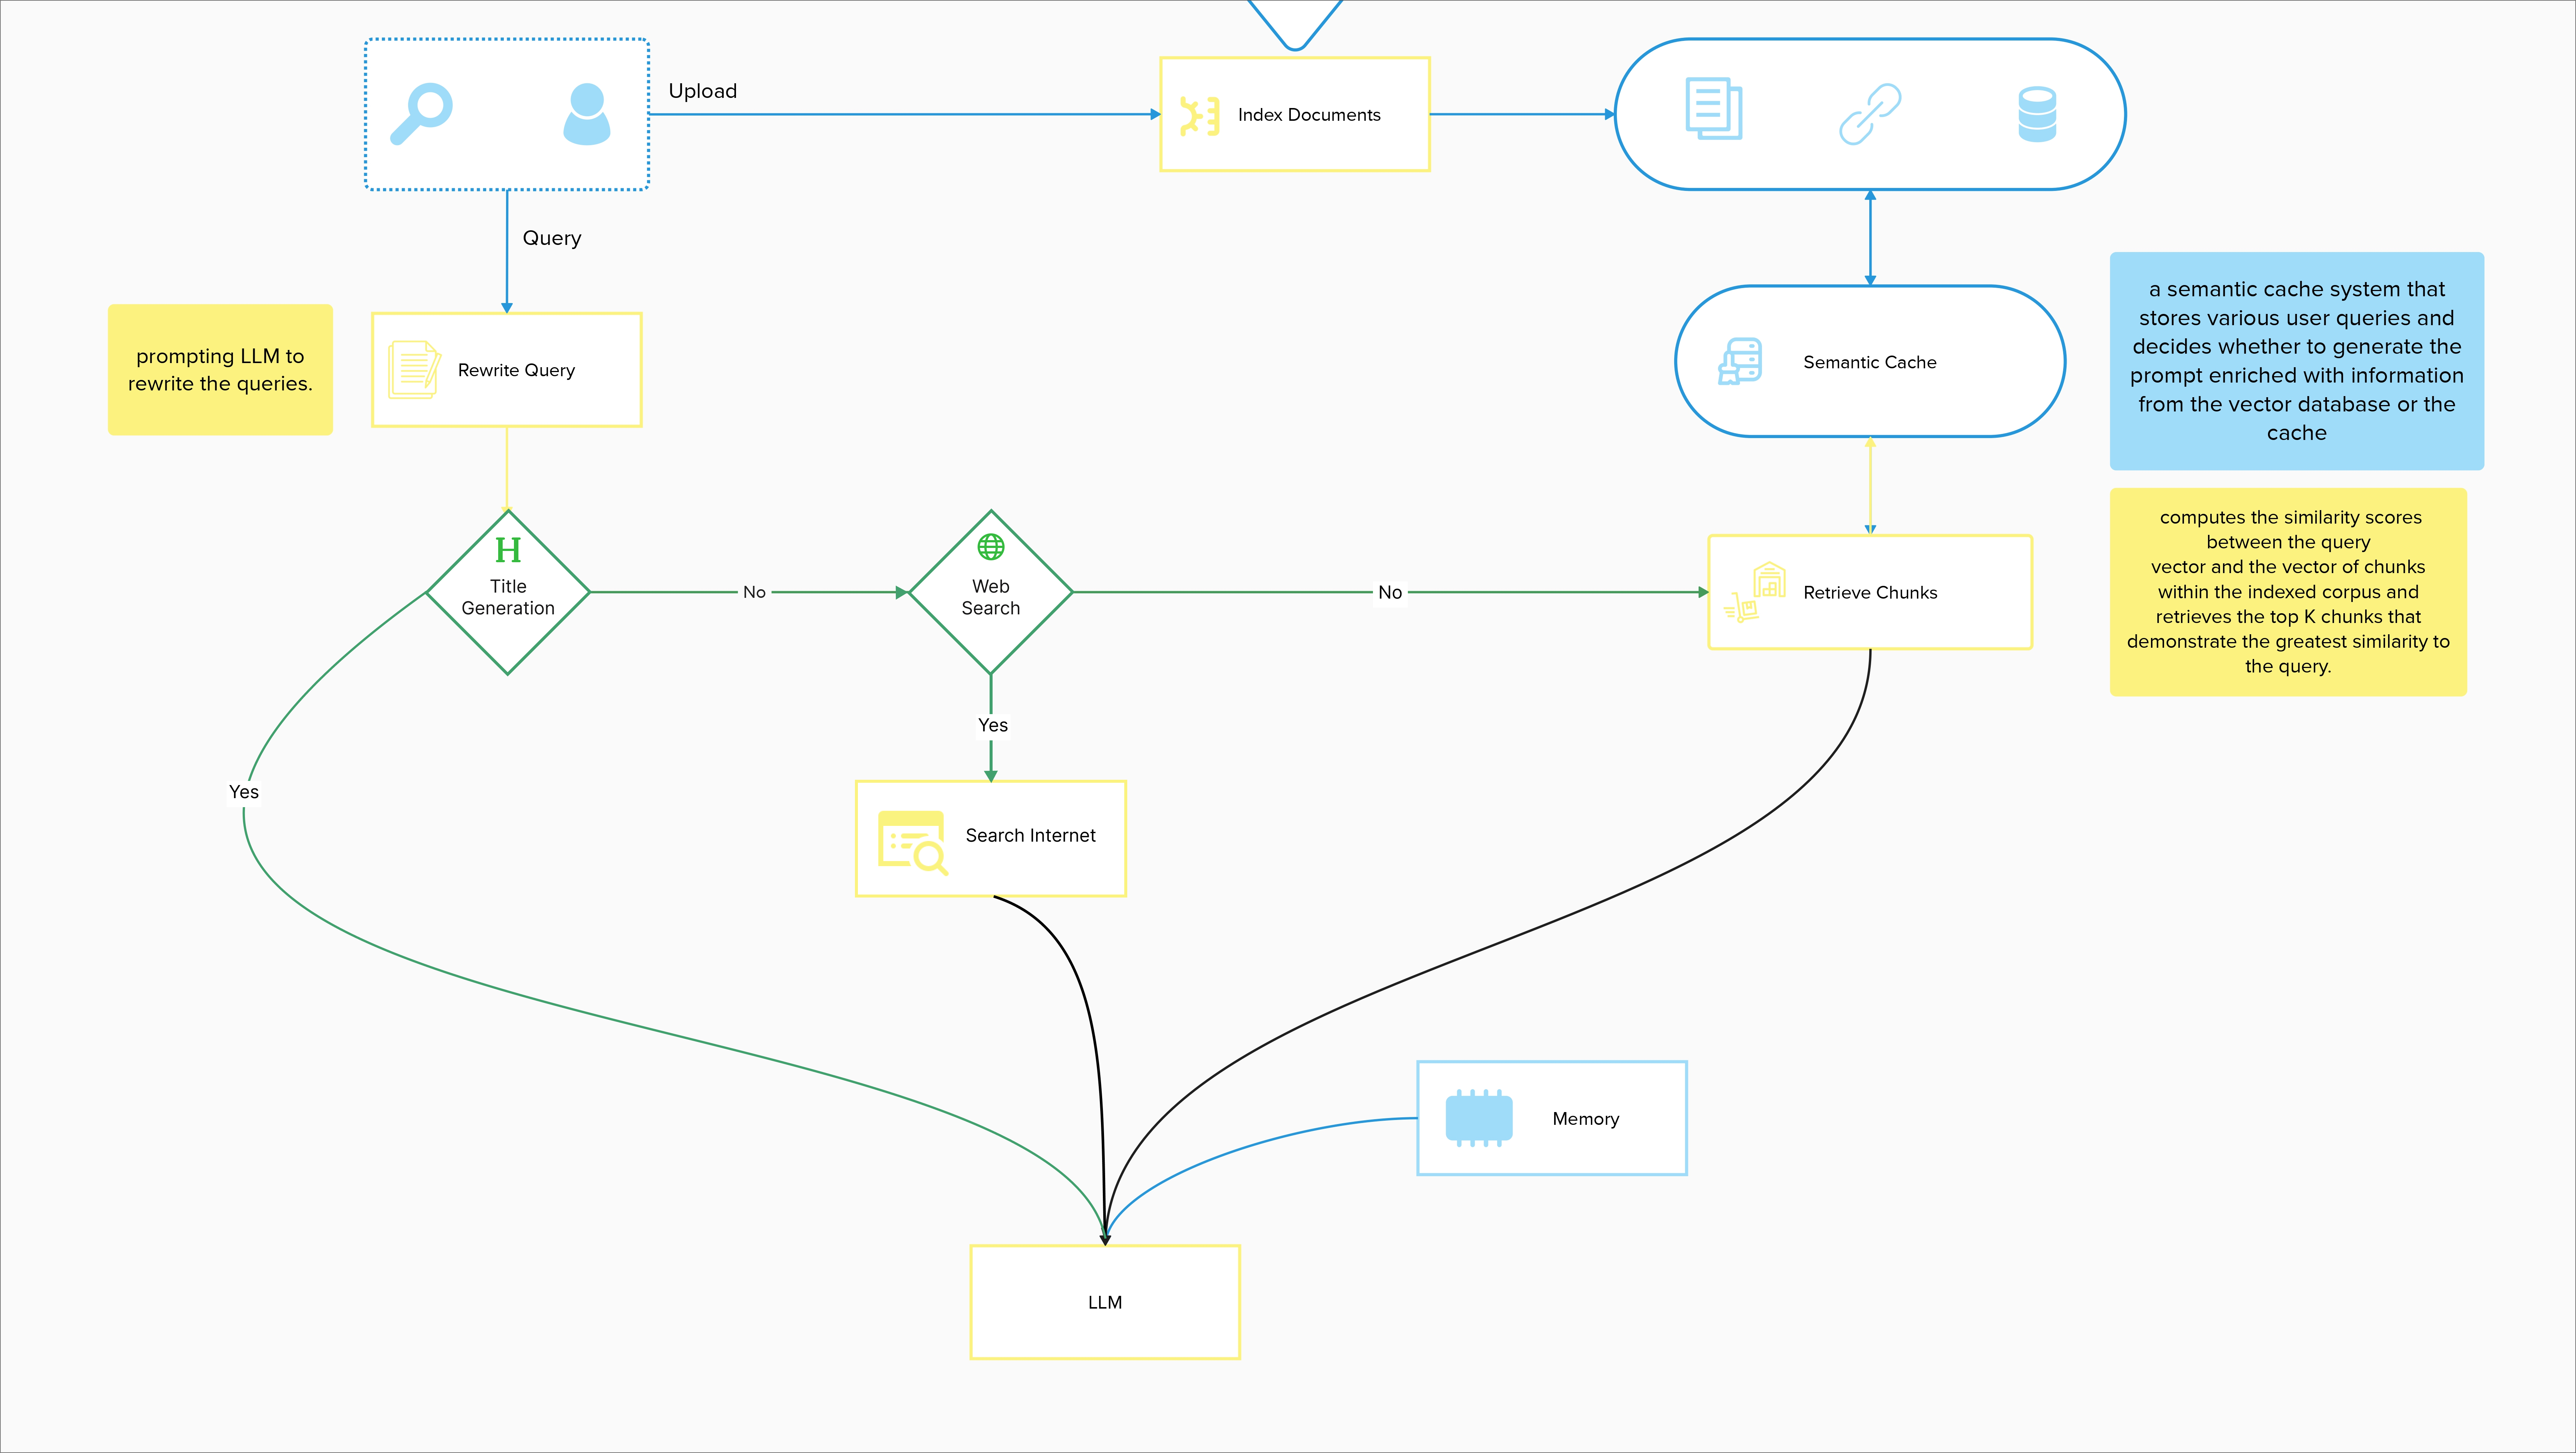 Upload
Index Documents
Query
prompting LLM to
rewrite the queries.
Rewrite Query
Semantic Cache
a semantic cache system that
stores various user queries and
decides whether to generate the
prompt enriched with information
from the vector database or the
cache
H
Title
Generation
No
Web
Search
No
Retrieve Chunks
computes the similarity scores
between the query
vector and the vector of chunks
within the indexed corpus and
retrieves the top K chunks that
demonstrate the greatest similarity to
the query.
Yes
Yes
Search Internet
Memory
LLM